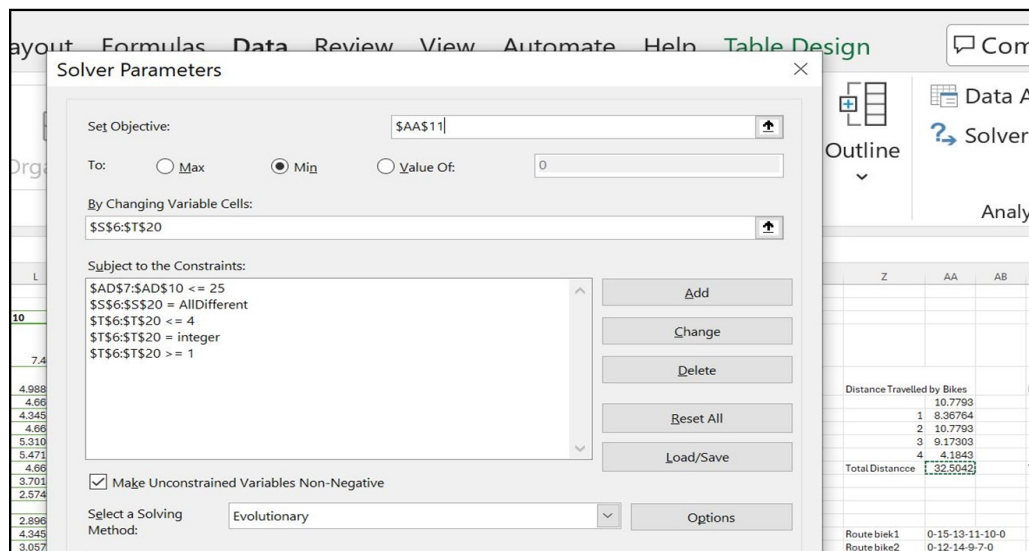 ayout Formulas Data Review View Automate Help Table Design Com
Solver Parameters
Set Objective: $AA$11
To: Max Min Value Of: 0
By Changing Variable Cells:
$S$6:$T$20
Subject to the Constraints:
$AD$7:$AD$10 <= 25
$S$6:$S$20 = AllDifferent
$T$6:$T$20 <= 4
$T$6:$T$20 = integer
$T$6:$T$20 >= 1
Add
Change
Delete
Reset All
Load/Save
Make Unconstrained Variables Non-Negative
Select a Solving Method: Evolutionary Options
Orga
Outline
Data A
Solver
Analy
L
10
7.4
4.988
4.66
4.345
4.66
5.310
5.471
4.66
3.701
2.574
2.896
4.345
3.057
Z AA AB
Distance Travelled by Bikes
10.7793
1 8.36764
2 10.7793
3 9.17303
4 4.1843
Total Distancce 32.5042
Route biek1 0-15-13-11-10-0
Route bike2 0-12-14-9-7-0